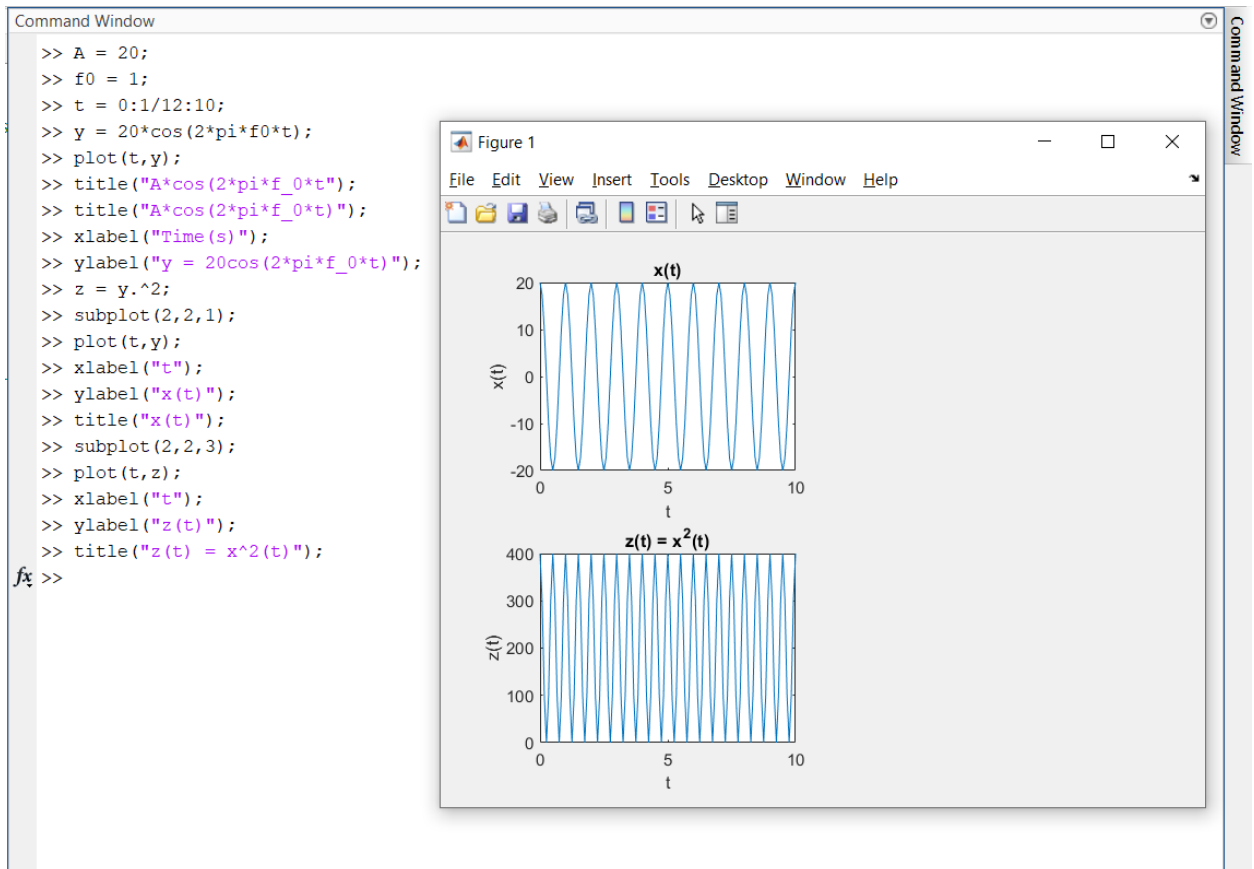 Command Window
Command Window
>> A = 20;
>> f0 = 1;
>> t = 0:1/12:10;
>> y = 20*cos(2*pi*f0*t);
>> plot(t,y);
>> title("A*cos(2*pi*f_0*t");
>> title("A*cos(2*pi*f_0*t)");
>> xlabel("Time(s)");
>> ylabel("y = 20cos(2*pi*f_0*t)");
>> z = y.^2;
>> subplot(2,2,1);
>> plot(t,y);
>> xlabel("t");
>> ylabel("x(t)");
>> title("x(t)");
>> subplot(2,2,3);
>> plot(t,z);
>> xlabel("t");
>> ylabel("z(t)");
>> title("z(t) = x^2(t)");
fx >>
Figure 1
File Edit View Insert Tools Desktop Window Help
x(t)
20
10
0
-10
-20
x(t)
0 5 10
t
z(t) = x²(t)
400
300
200
100
0
z(t)
0 5 10
t